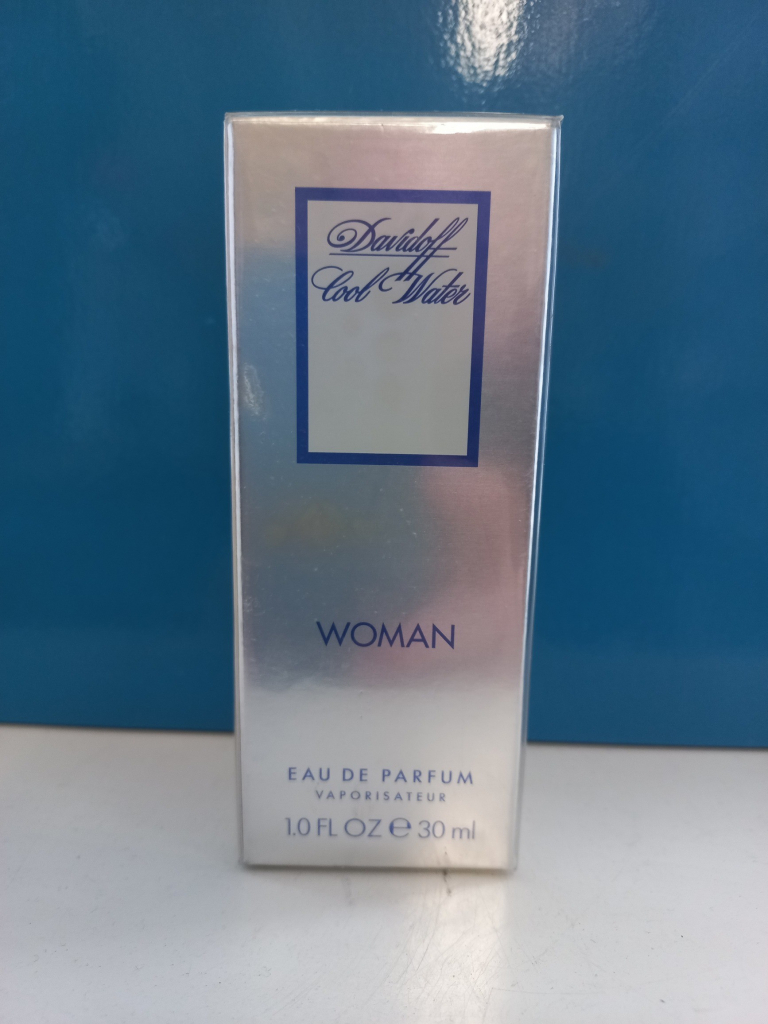 Davidoff
Cool Water
WOMAN
EAU DE PARFUM
VAPORISATEUR
1.0 FL OZ ℮ 30 ml